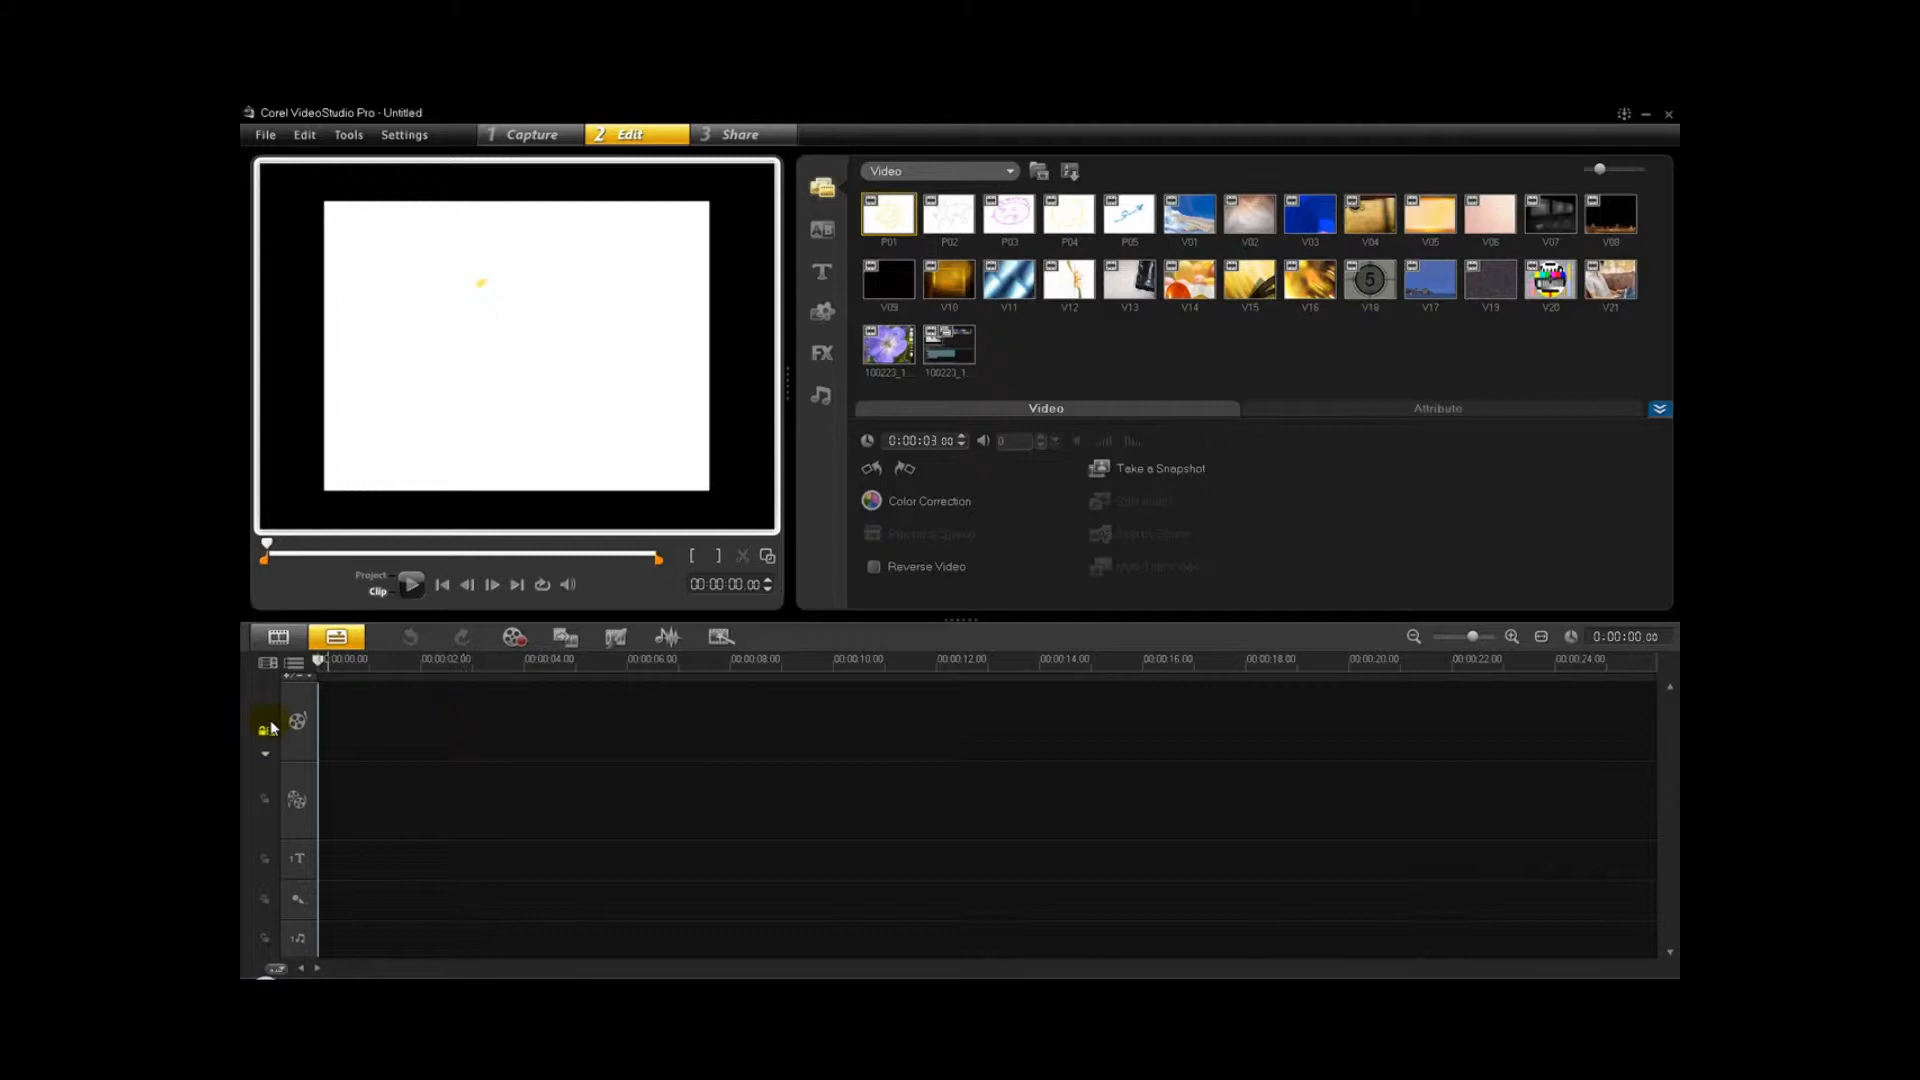 Corel VideoStudio Pro - Untitled
File Edit Tools Settings 1 Capture 2 Edit 3 Share
Video
P01 P02 P03 P04 P05 V01 V02 V03 V04 V05 V06 V07 V08
V09 V10 V11 V12 V13 V14 V15 V16 V18 V17 V19 V20 V21
100223_1... 100223_1...
Video Attribute
0:00:03.00 0
Take a Snapshot
Color Correction
Reverse Video
Project
Clip
00:00:00.00
0:00:00.00
00:00:02.00 00:00:04.00 00:00:06.00 00:00:08.00 00:00:10.00 00:00:12.00 00:00:14.00 00:00:16.00 00:00:18.00 00:00:20.00 00:00:22.00 00:00:24.00